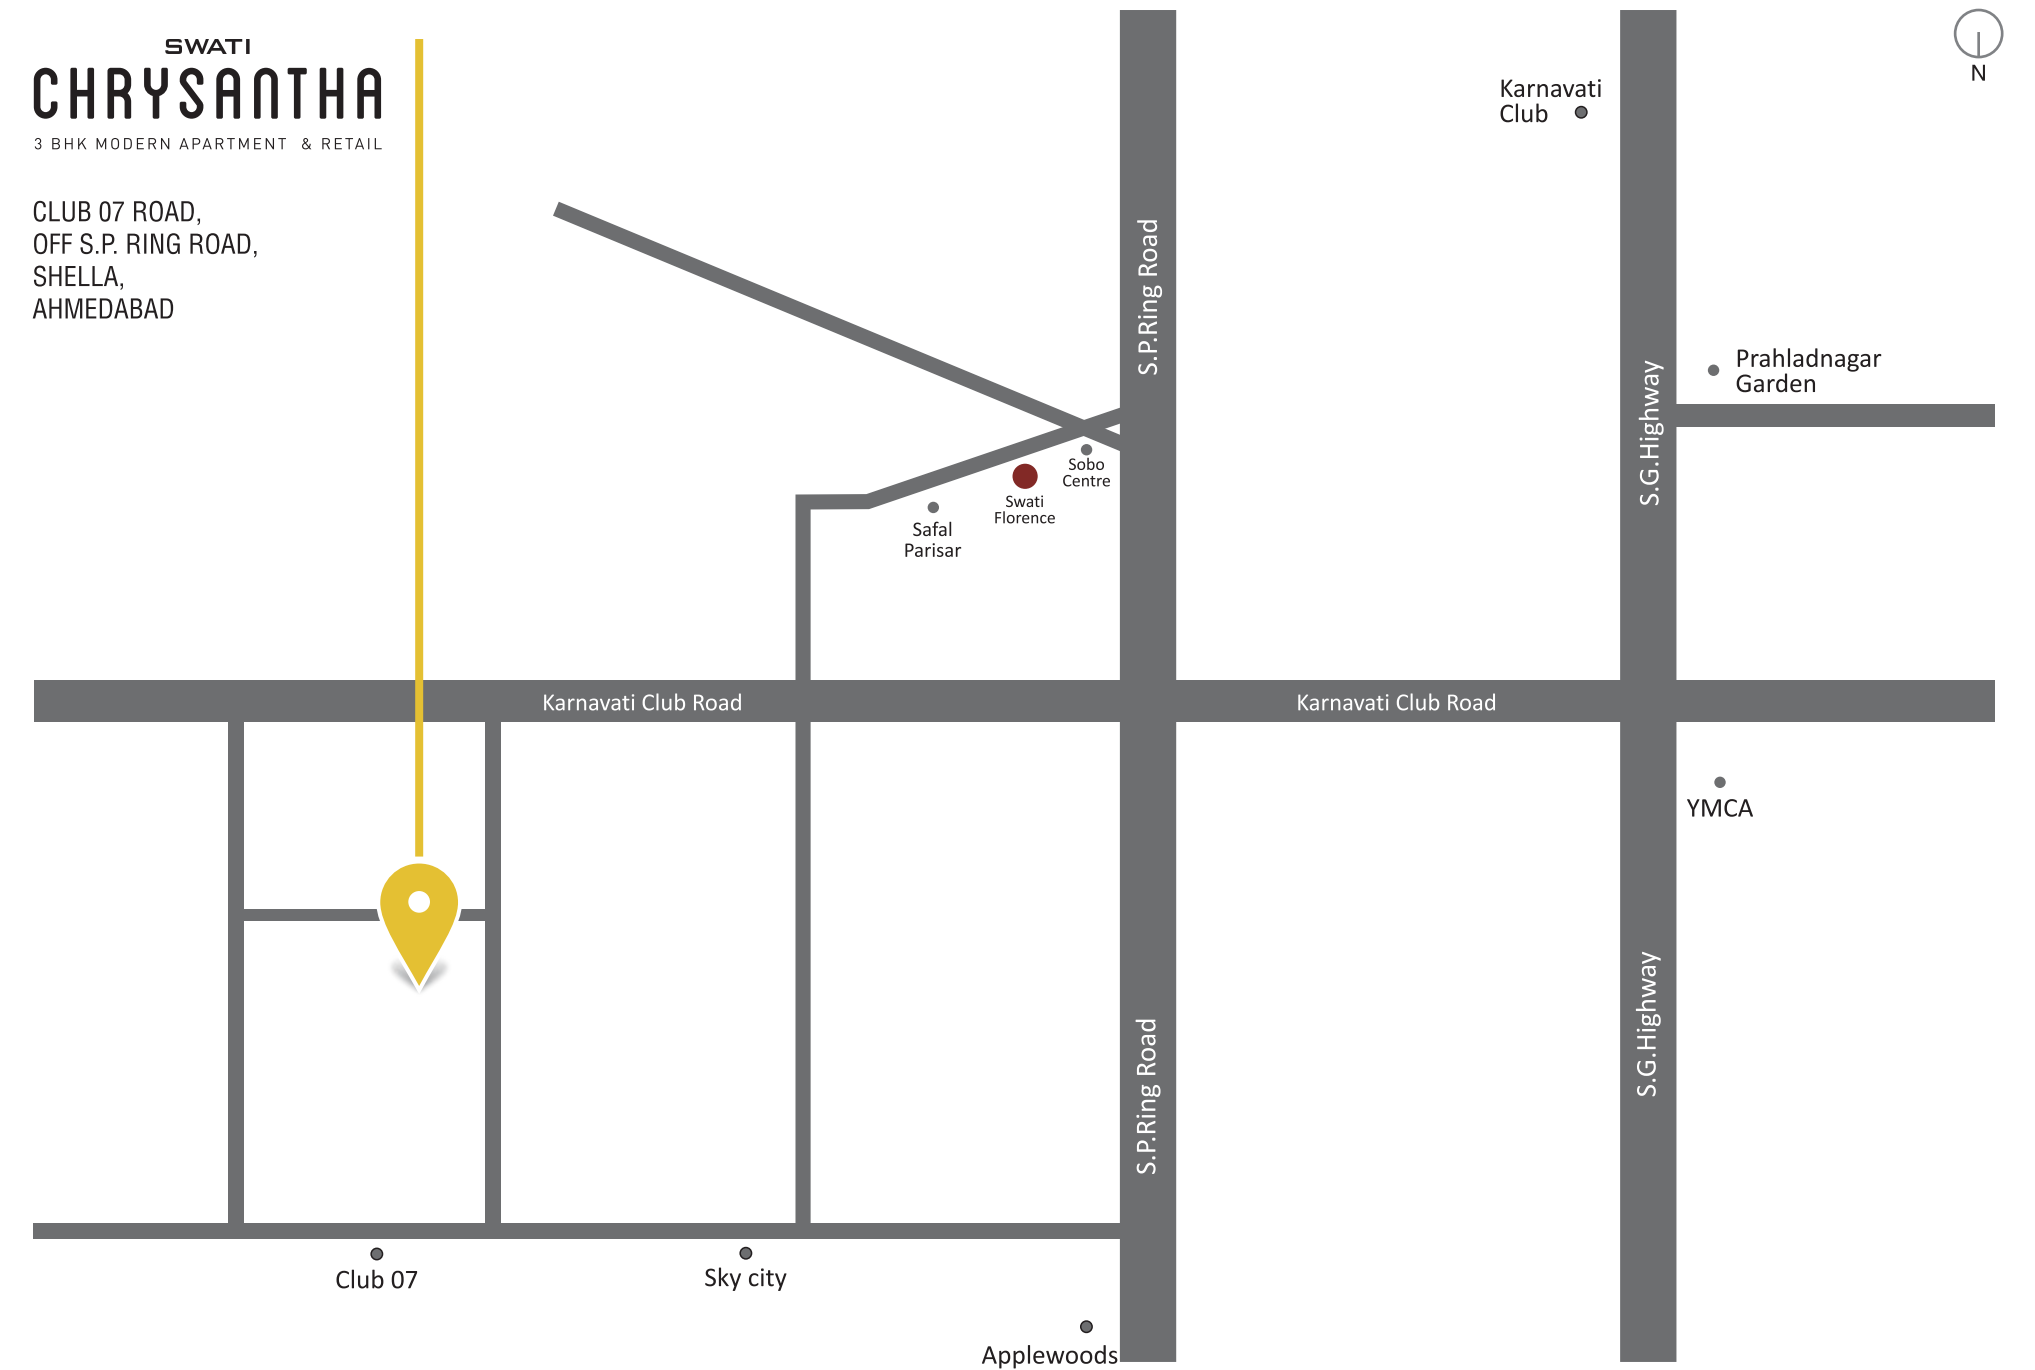 SWATI
CHRYSANTHA
3 BHK MODERN APARTMENT & RETAIL
CLUB 07 ROAD,
OFF S.P. RING ROAD,
SHELLA,
AHMEDABAD
N
Karnavati
Club
S.P.Ring Road
Prahladnagar
Garden
S.G.Highway
Sobo
Centre
Swati
Florence
Safal
Parisar
Karnavati Club Road
Karnavati Club Road
YMCA
S.G.Highway
S.P.Ring Road
Club 07
Sky city
Applewoods